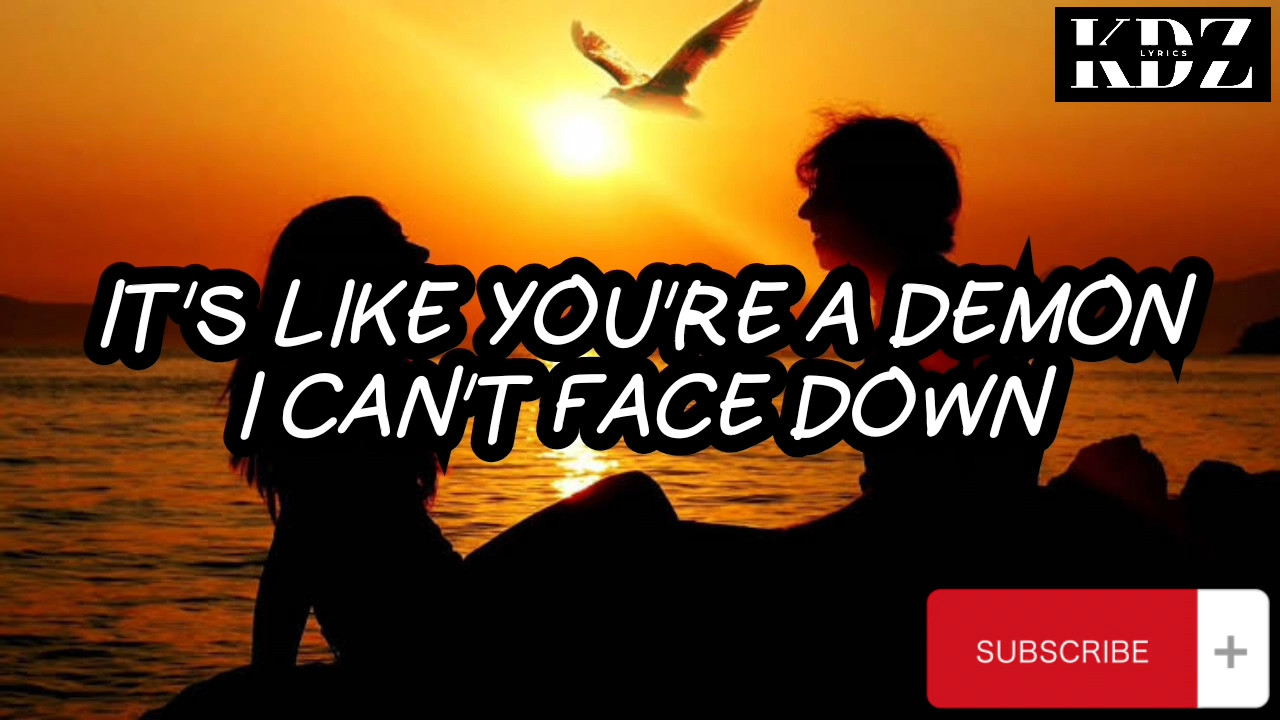 KDZ
LYRICS
IT'S LIKE YOU'RE A DEMON
I CAN'T FACE DOWN
SUBSCRIBE +